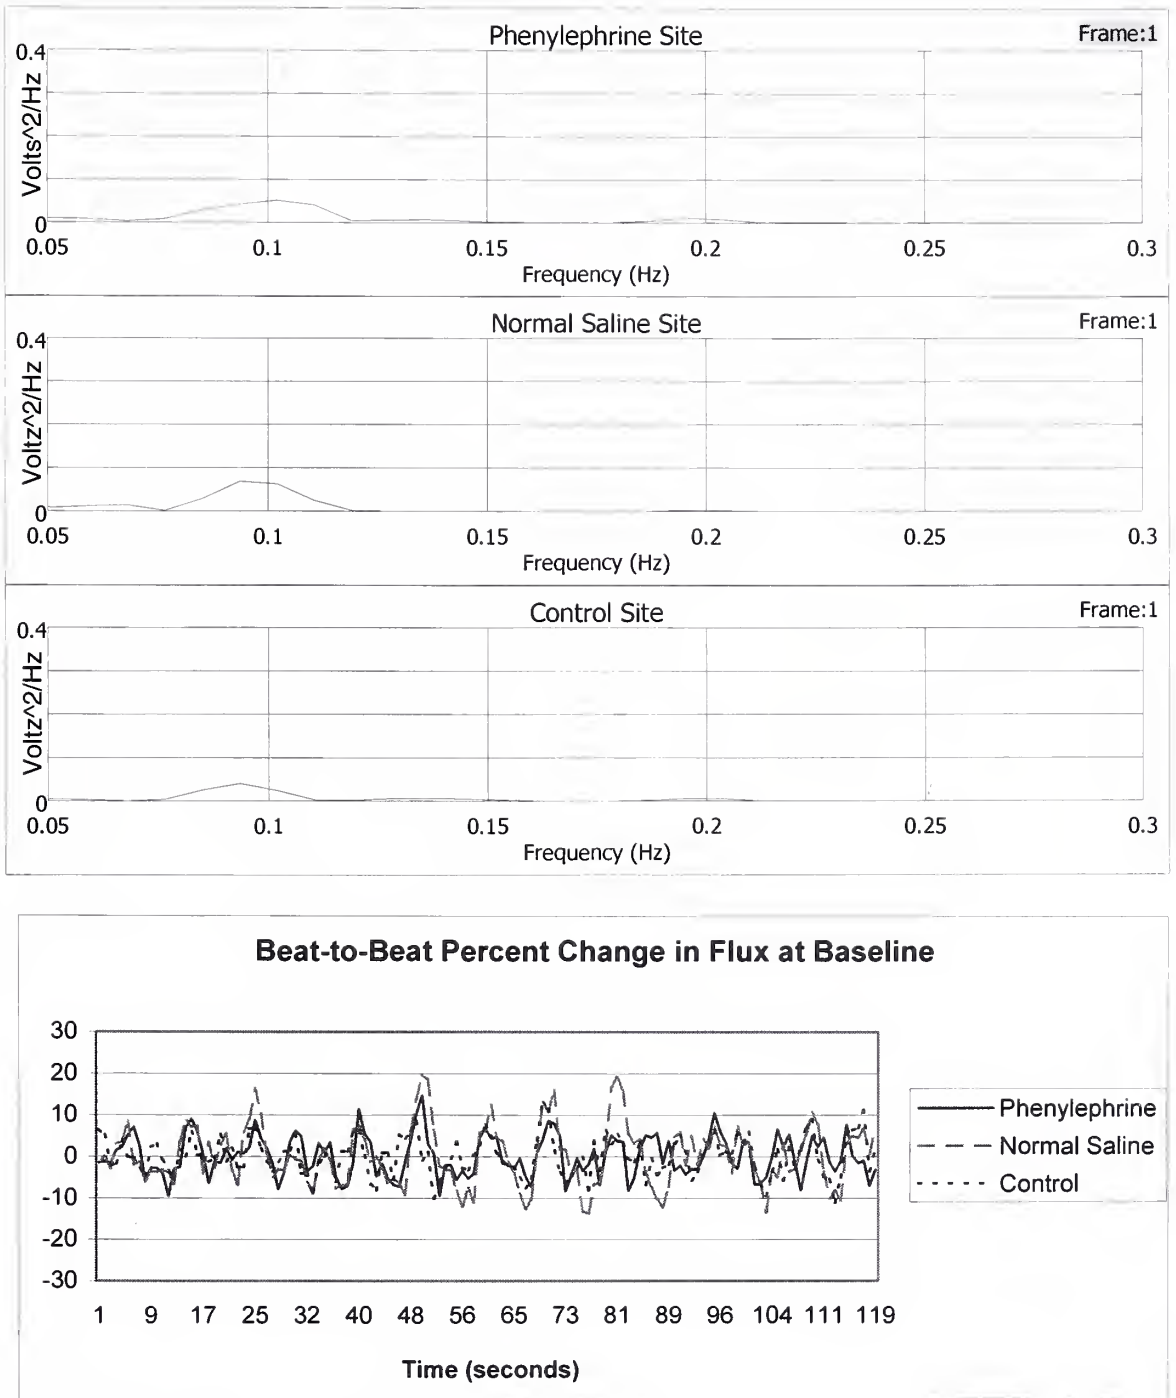 Phenylephrine Site
Frame:1
0.4
Volts^2/Hz
0
0.05 0.1 0.15 0.2 0.25 0.3
Frequency (Hz)
Normal Saline Site
Frame:1
0.4
Voltz^2/Hz
0
0.05 0.1 0.15 0.2 0.25 0.3
Frequency (Hz)
Control Site
Frame:1
0.4
Voltz^2/Hz
0
0.05 0.1 0.15 0.2 0.25 0.3
Frequency (Hz)
Beat-to-Beat Percent Change in Flux at Baseline
30
20
10
0
-10
-20
-30
1 9 17 25 32 40 48 56 65 73 81 89 96 104 111 119
Time (seconds)
Phenylephrine
Normal Saline
Control